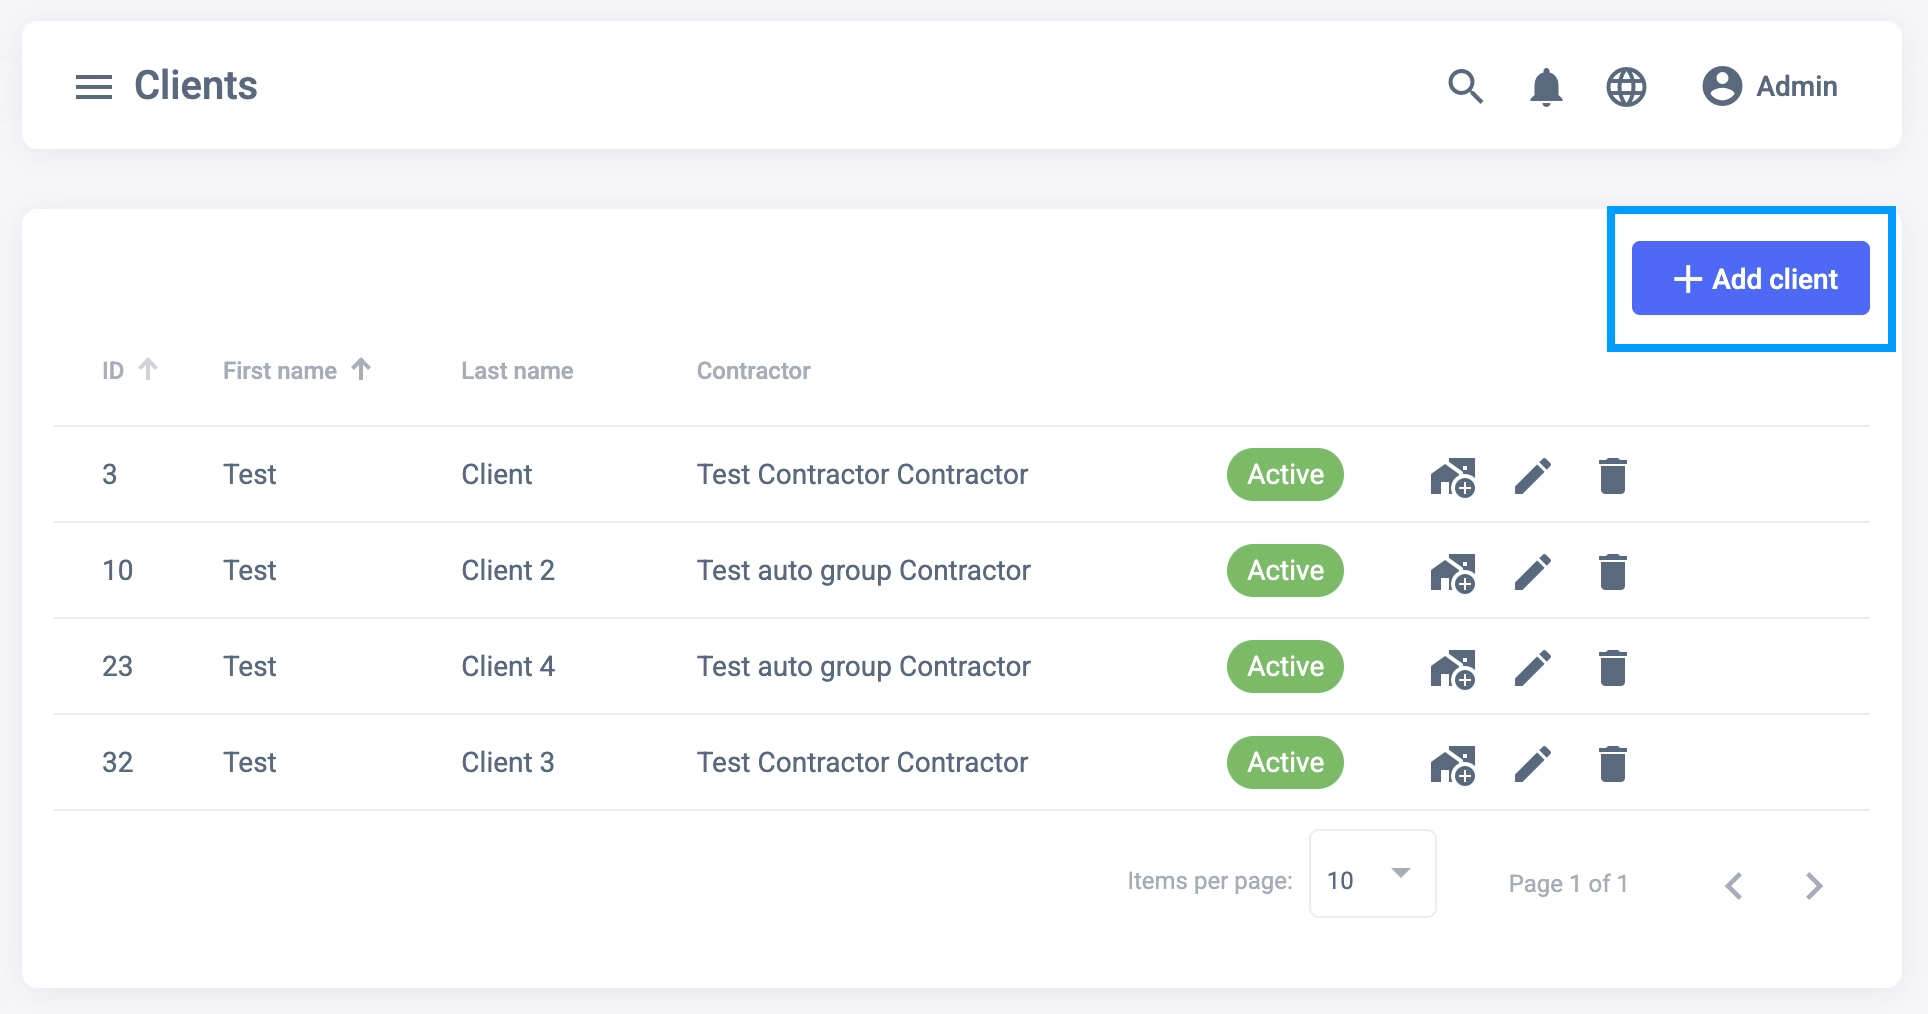 Clients
Admin
Add client
ID First name Last name Contractor
3 Test Client Test Contractor Contractor Active
10 Test Client 2 Test auto group Contractor Active
23 Test Client 4 Test auto group Contractor Active
32 Test Client 3 Test Contractor Contractor Active
Items per page: 10 Page 1 of 1